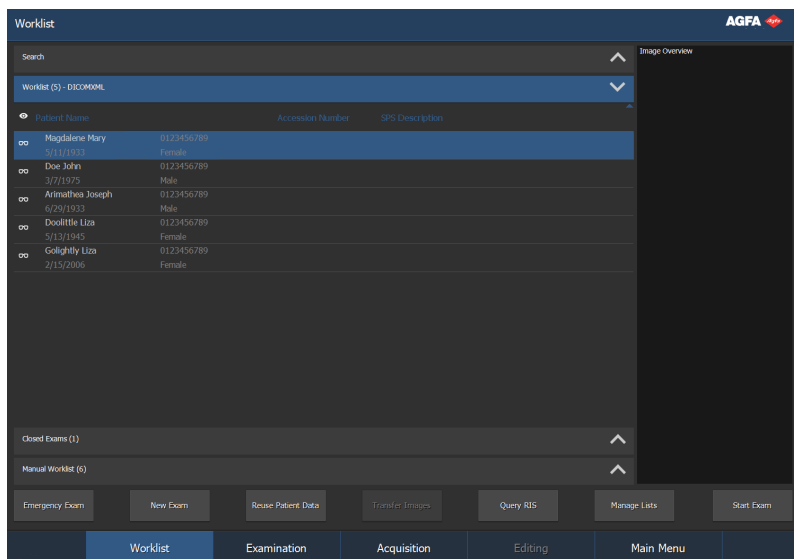 Worklist
AGFA
Search
Image Overview
Worklist (5) - DICOMXML
Patient Name Accession Number SPS Description
Magdalene Mary 0123456789
5/11/1933 Female
Doe John 0123456789
3/7/1975 Male
Arimathea Joseph 0123456789
6/29/1933 Male
Doolittle Liza 0123456789
5/13/1945 Female
Golightly Liza 0123456789
2/15/2006 Female
Closed Exams (1)
Manual Worklist (6)
Emergency Exam New Exam Reuse Patient Data Transfer Images Query RIS Manage Lists Start Exam
Worklist Examination Acquisition Editing Main Menu